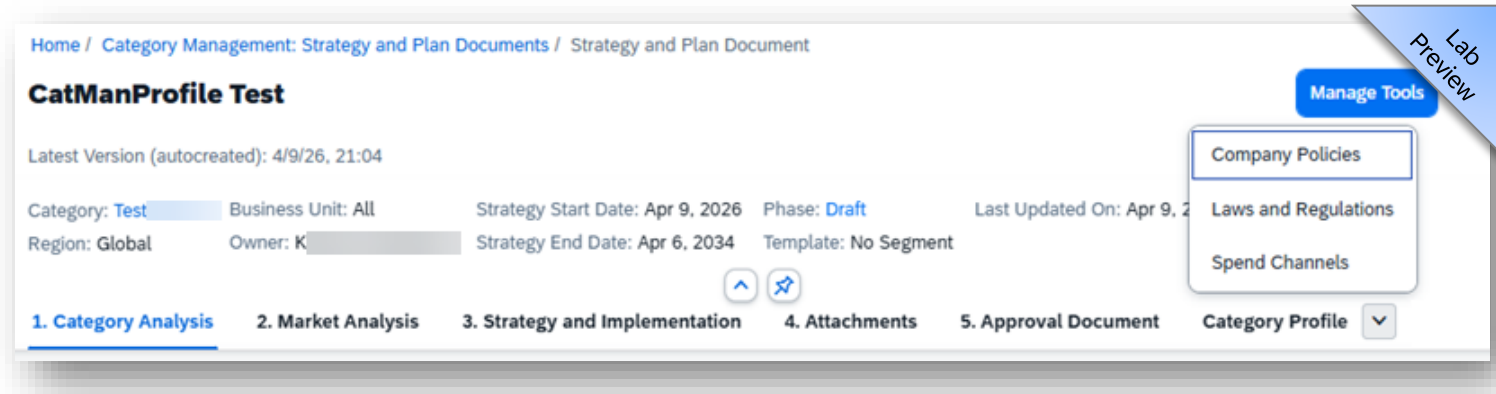 Home / Category Management: Strategy and Plan Documents / Strategy and Plan Document
Lab
Preview
CatManProfile Test
Manage Tools
Latest Version (autocreated): 4/9/26, 21:04
Company Policies
Category: Test
Business Unit: All
Strategy Start Date: Apr 9, 2026
Phase: Draft
Last Updated On: Apr 9, 2
Laws and Regulations
Region: Global
Owner: K
Strategy End Date: Apr 6, 2034
Template: No Segment
Spend Channels
1. Category Analysis
2. Market Analysis
3. Strategy and Implementation
4. Attachments
5. Approval Document
Category Profile